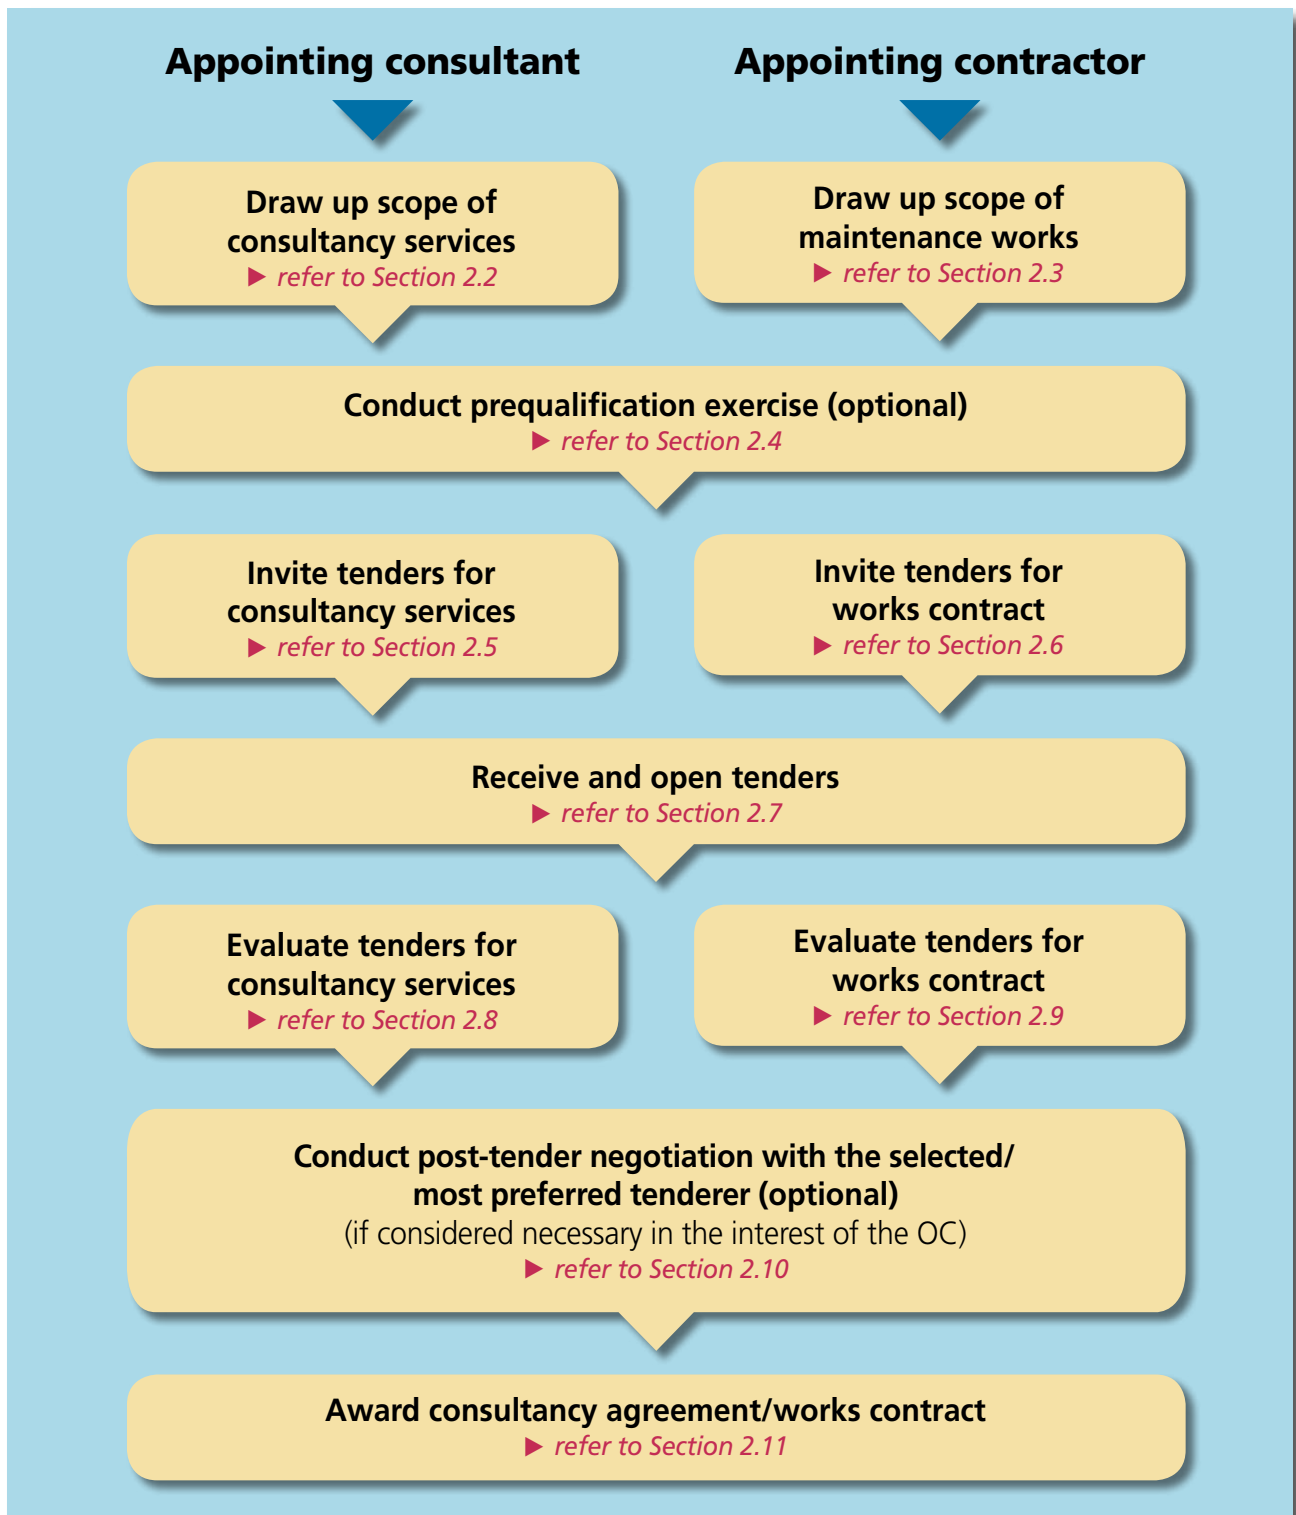 Appointing consultant
Appointing contractor
Draw up scope of
consultancy services
▶ refer to Section 2.2
Draw up scope of
maintenance works
▶ refer to Section 2.3
Conduct prequalification exercise (optional)
▶ refer to Section 2.4
Invite tenders for
consultancy services
▶ refer to Section 2.5
Invite tenders for
works contract
▶ refer to Section 2.6
Receive and open tenders
▶ refer to Section 2.7
Evaluate tenders for
consultancy services
▶ refer to Section 2.8
Evaluate tenders for
works contract
▶ refer to Section 2.9
Conduct post-tender negotiation with the selected/
most preferred tenderer (optional)
(if considered necessary in the interest of the OC)
▶ refer to Section 2.10
Award consultancy agreement/works contract
▶ refer to Section 2.11